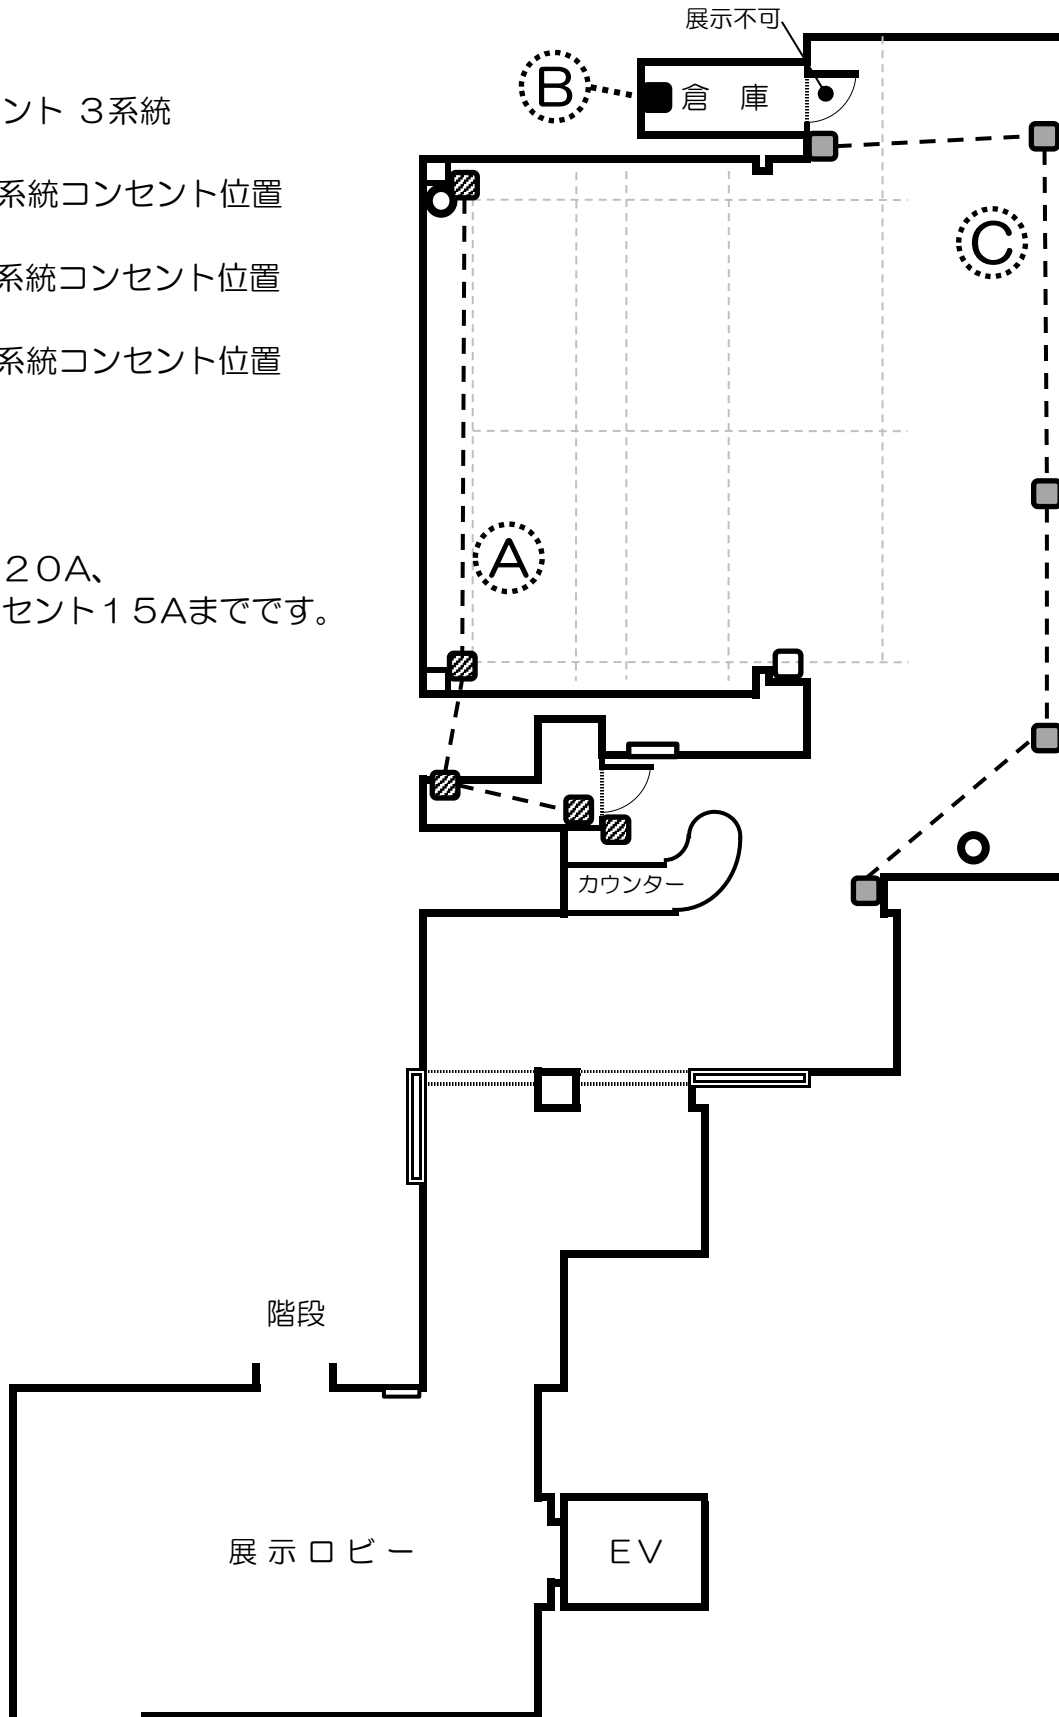 展示不可
B
倉 庫
ント 3系統
系統コンセント位置
C
系統コンセント位置
系統コンセント位置
A
20A、
セント15Aまでです。
カウンター
階段
展示ロビー
EV